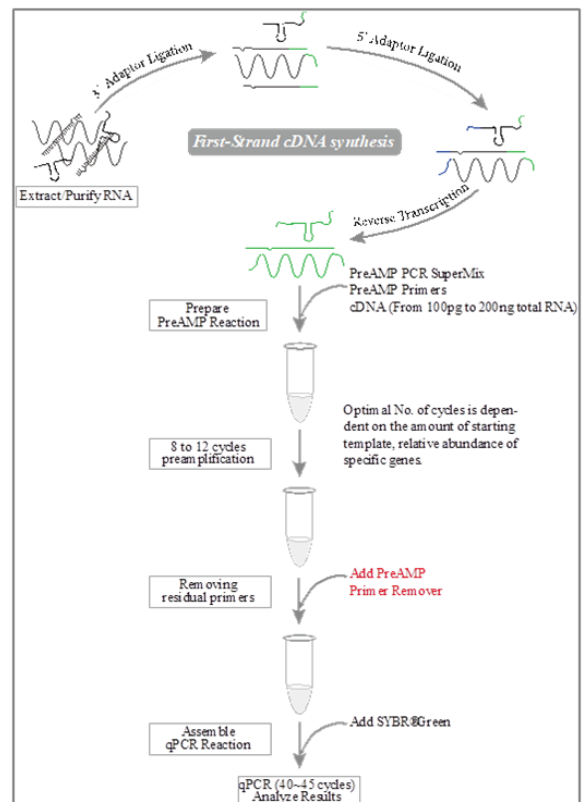 3' Adaptor Ligation
5' Adaptor Ligation
First-Strand cDNA synthesis
Extract/Purify RNA
Reverse Transcription
PreAMP PCR SuperMix
PreAMP Primers
cDNA (From 100pg to 200ng total RNA)
Prepare
PreAMP Reaction
Optimal No. of cycles is depen-
dent on the amount of starting
template, relative abundance of
specific genes.
8 to 12 cycles
preamplification
Add PreAMP
Primer Remover
Removing
residual primers
Add SYBR®Green
Assemble
qPCR Reaction
qPCR (40~45 cycles)
Analyze Results